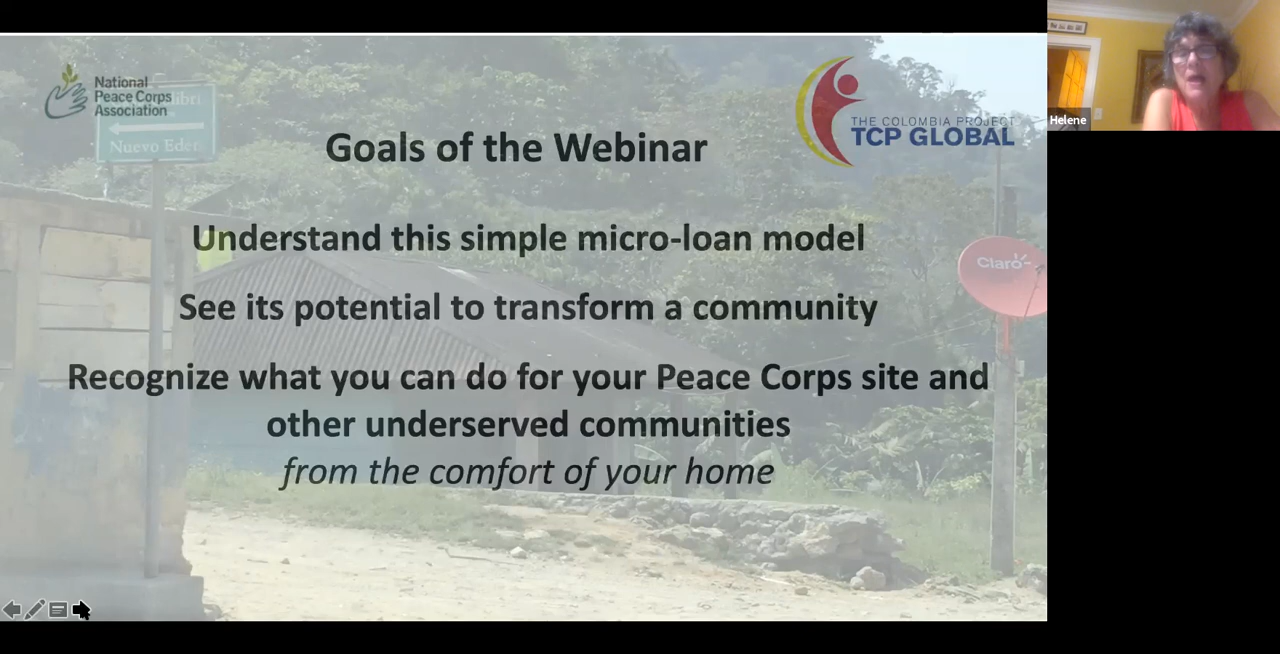 National
Peace Corps
Association
Nuevo Eder
THE COLOMBIA PROJECT
TCP GLOBAL
Helene
Goals of the Webinar
Understand this simple micro-loan model
See its potential to transform a community
Claro
Recognize what you can do for your Peace Corps site and
other underserved communities
from the comfort of your home